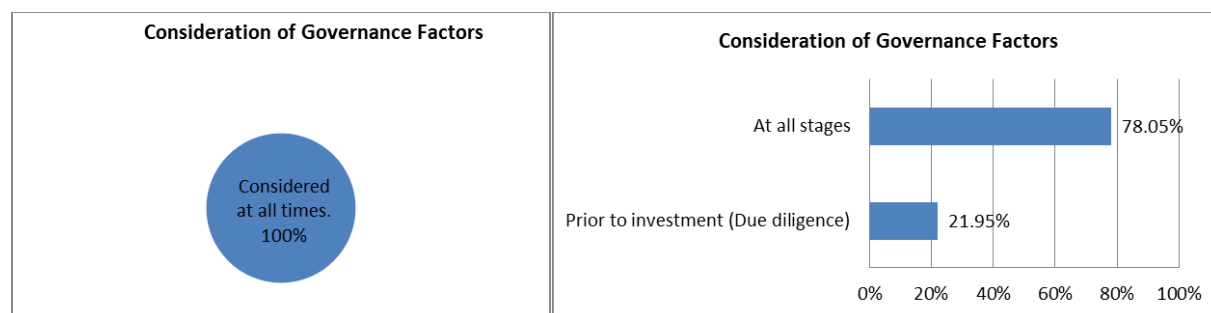 Consideration of Governance Factors
Considered
at all times.
100%
Consideration of Governance Factors
At all stages
78.05%
Prior to investment (Due diligence)
21.95%
0% 20% 40% 60% 80% 100%